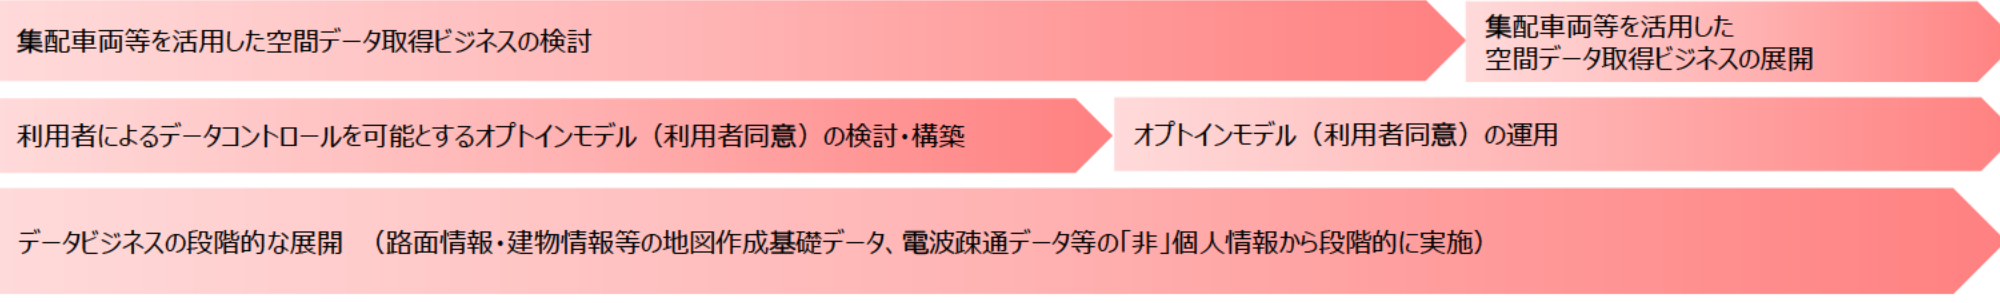 集配車両等を活用した空間データ取得ビジネスの検討
集配車両等を活用した
空間データ取得ビジネスの展開
利用者によるデータコントロールを可能とするオプトインモデル（利用者同意）の検討・構築
オプトインモデル（利用者同意）の運用
データビジネスの段階的な展開　（路面情報・建物情報等の地図作成基礎データ、電波疎通データ等の「非」個人情報から段階的に実施）